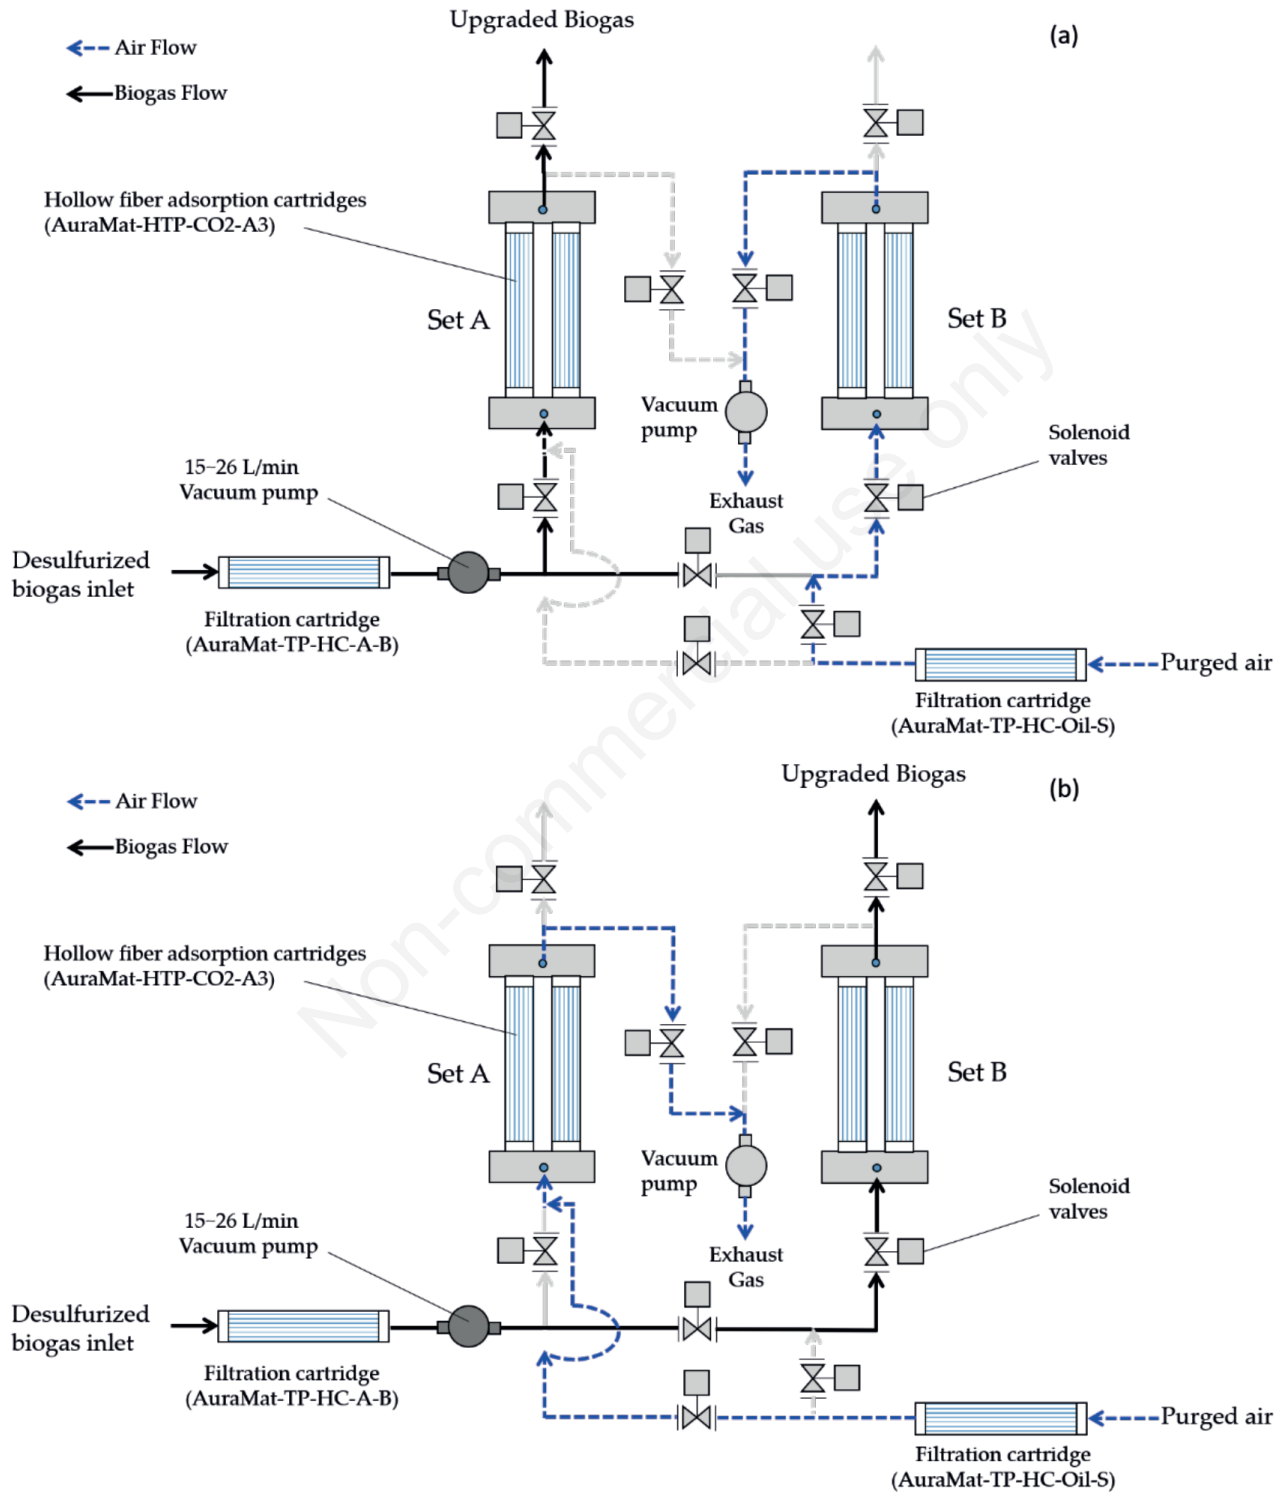 Upgraded Biogas
(a)
Air Flow
Biogas Flow
Hollow fiber adsorption cartridges
(AuraMat-HTP-CO2-A3)
Set A
Set B
Vacuum
pump
Solenoid
valves
15–26 L/min
Vacuum pump
Exhaust
Gas
Desulfurized
biogas inlet
Filtration cartridge
(AuraMat-TP-HC-A-B)
Purged air
Filtration cartridge
(AuraMat-TP-HC-Oil-S)
Non-commercial use only
Upgraded Biogas
(b)
Air Flow
Biogas Flow
Hollow fiber adsorption cartridges
(AuraMat-HTP-CO2-A3)
Set A
Set B
Vacuum
pump
Solenoid
valves
15–26 L/min
Vacuum pump
Exhaust
Gas
Desulfurized
biogas inlet
Filtration cartridge
(AuraMat-TP-HC-A-B)
Purged air
Filtration cartridge
(AuraMat-TP-HC-Oil-S)